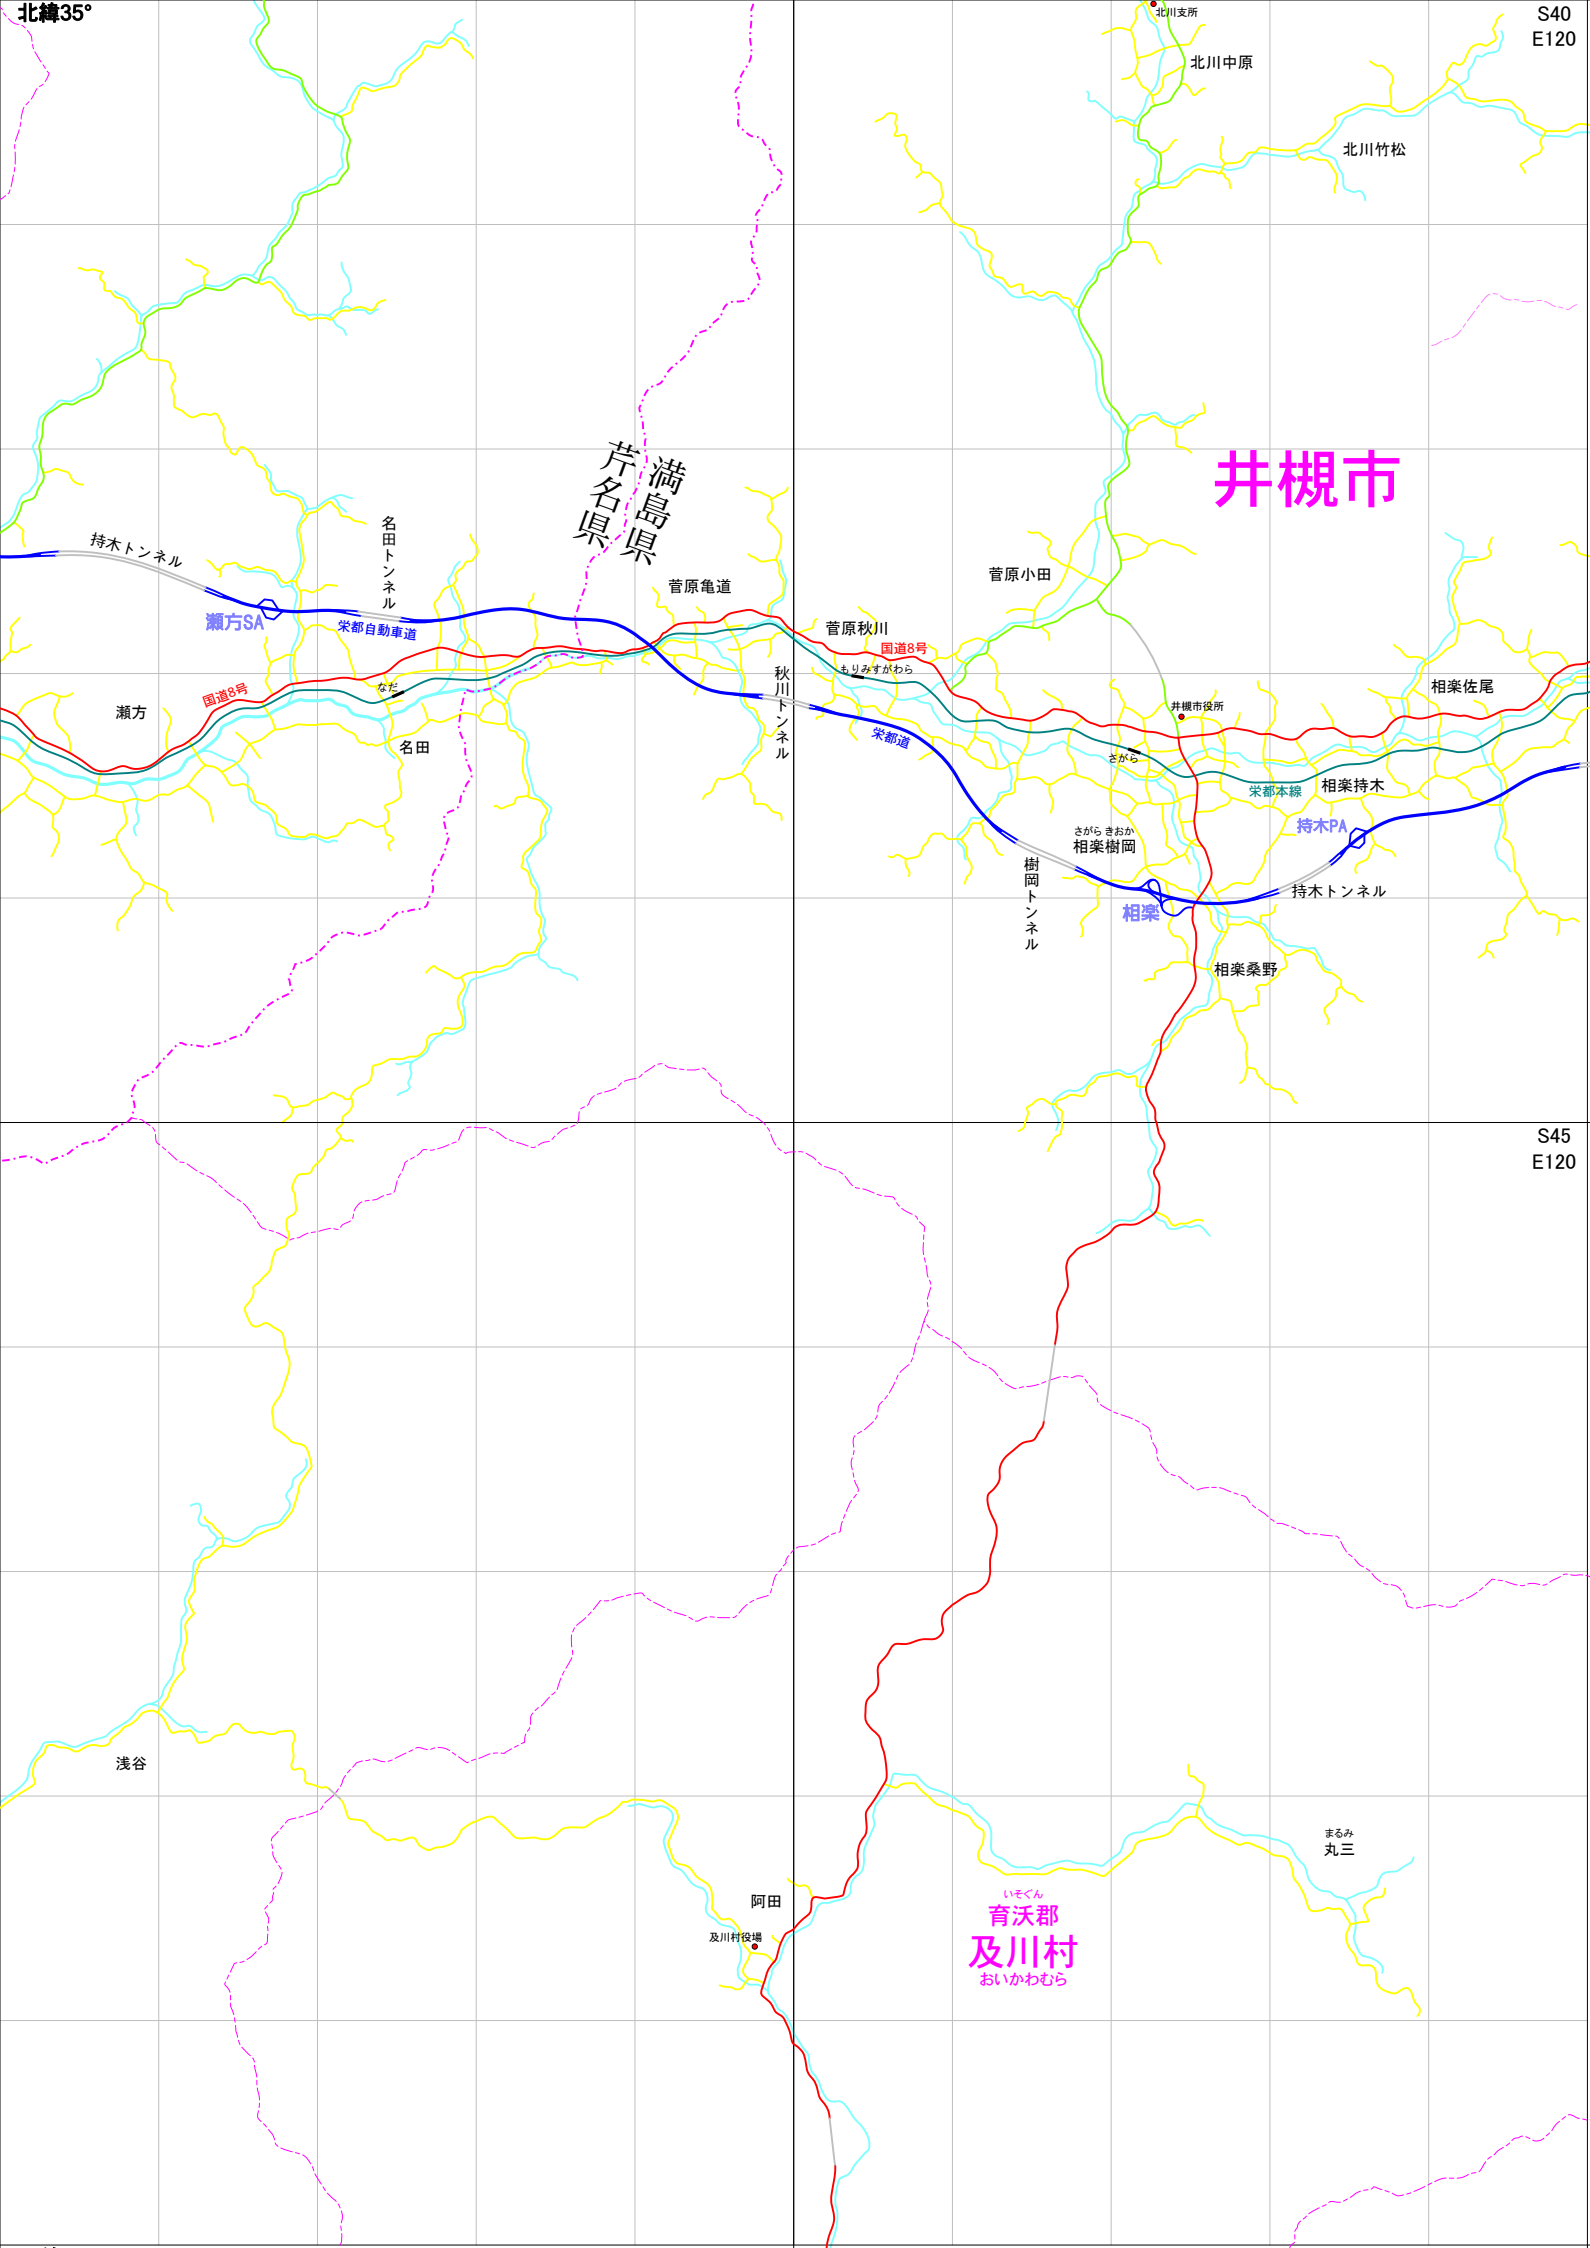 北緯35°
S40
E120
北川支所
北川中原
北川竹松
井槻市
満島県
芹名県
持木トンネル
名田トンネル
瀬方SA
栄都自動車道
菅原亀道
菅原小田
菅原秋川
国道8号
もりみすがわら
秋川トンネル
国道8号
なだ
瀬方
名田
栄都道
井槻市役所
さがら
相楽佐尾
栄都本線
相楽持木
持木PA
さがらきおか
相楽樹岡
樹岡トンネル
相楽
持木トンネル
相楽桑野
S45
E120
浅谷
まるみ
丸三
阿田
及川村役場
いそぐん
育沃郡
及川村
おいかわむら